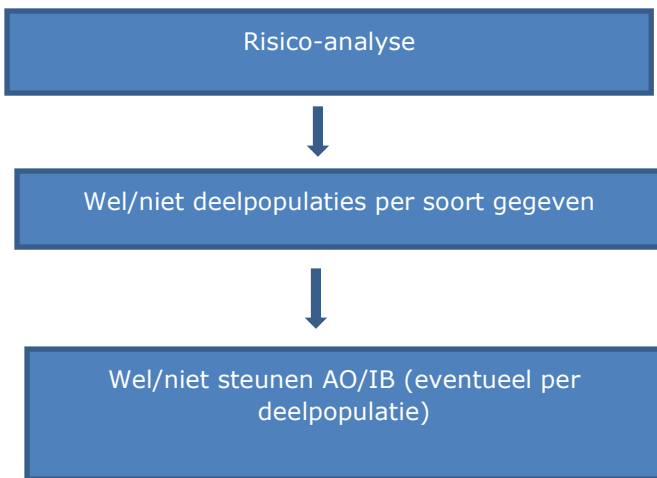 Risico-analyse
Wel/niet deelpopulaties per soort gegeven
Wel/niet steunen AO/IB (eventueel per
deelpopulatie)